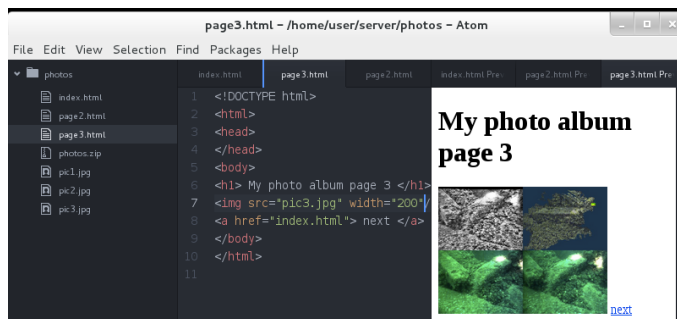 page3.html - /home/user/server/photos - Atom
File Edit View Selection Find Packages Help
photos
index.html
page2.html
page3.html
photos.zip
pic1.jpg
pic2.jpg
pic3.jpg
index.html page3.html page2.html index.html Pre page2.html Pre page3.html Pre
1 <!DOCTYPE html>
2 <html>
3 <head>
4 </head>
5 <body>
6 <h1> My photo album page 3 </h1>
7 <img src="pic3.jpg" width="200"/
8 <a href="index.html"> next </a>
9 </body>
10 </html>
11
My photo album
page 3
next